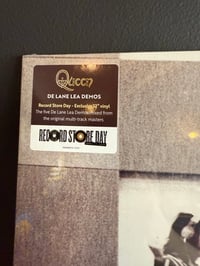 Queen
DE LANE LEA DEMOS
Record Store Day - Exclusive 12" vinyl
The five De Lane Lea Demos mixed from
the original multi-track masters
RECORD STORE DAY